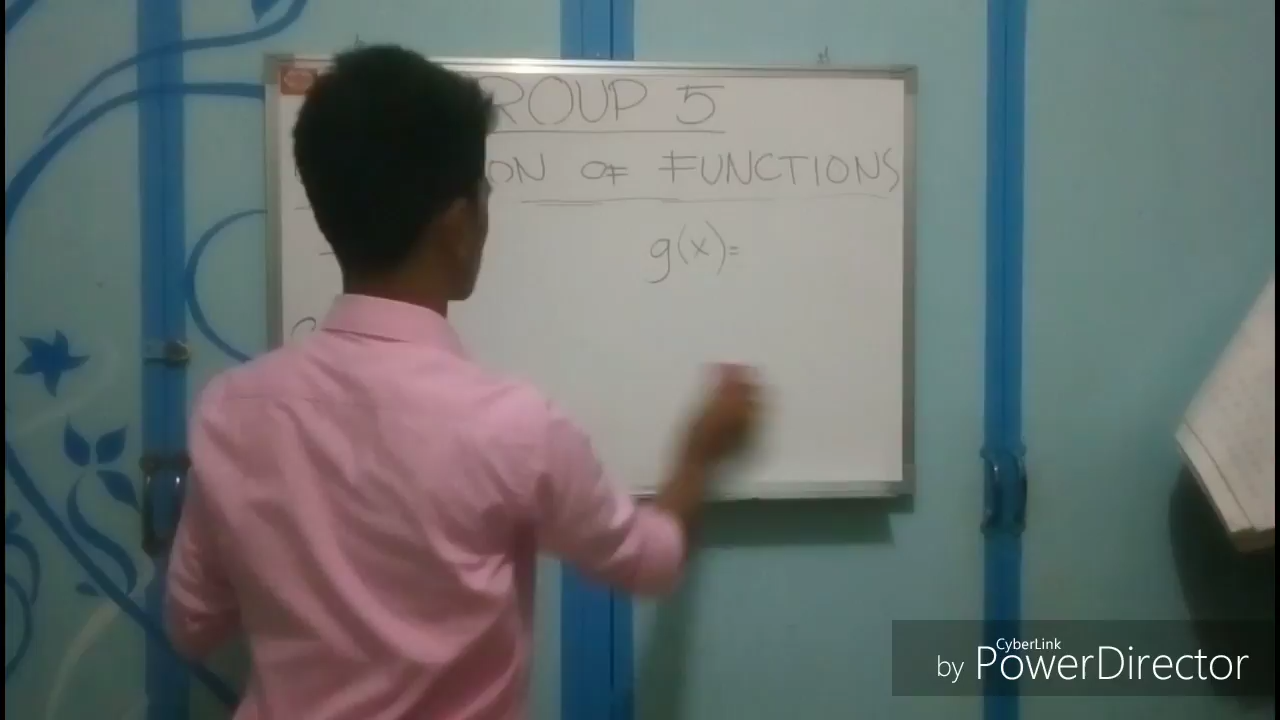 ROUP 5
ON OF FUNCTIONS
g(x)=
CyberLink
by PowerDirector